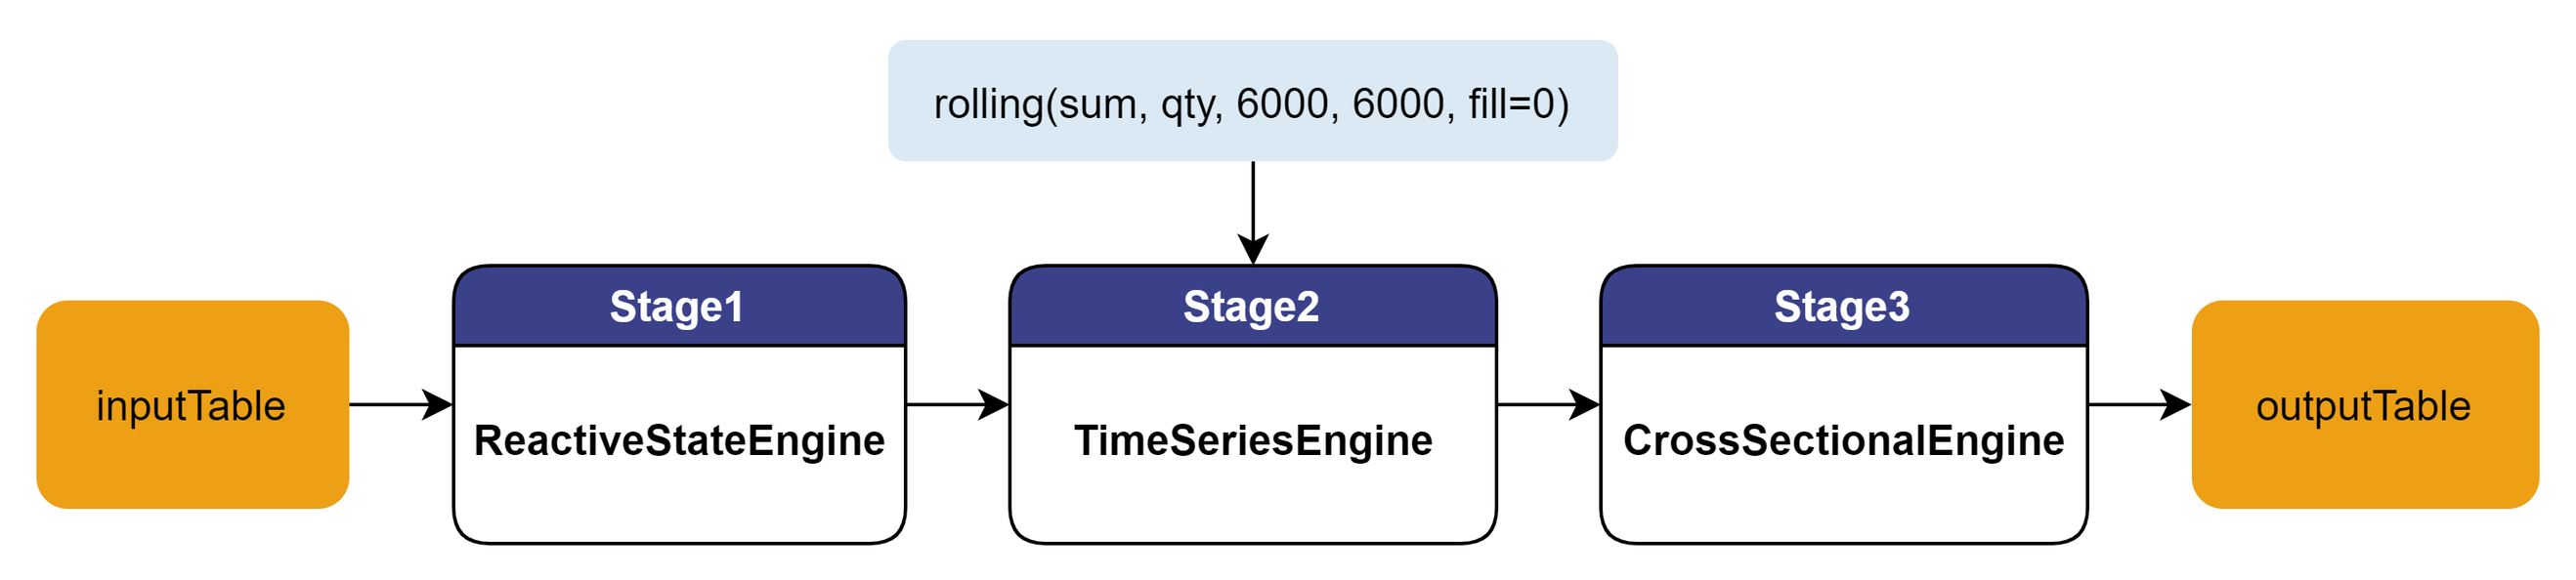 rolling(sum, qty, 6000, 6000, fill=0)
inputTable
Stage1
ReactiveStateEngine
Stage2
TimeSeriesEngine
Stage3
CrossSectionalEngine
outputTable